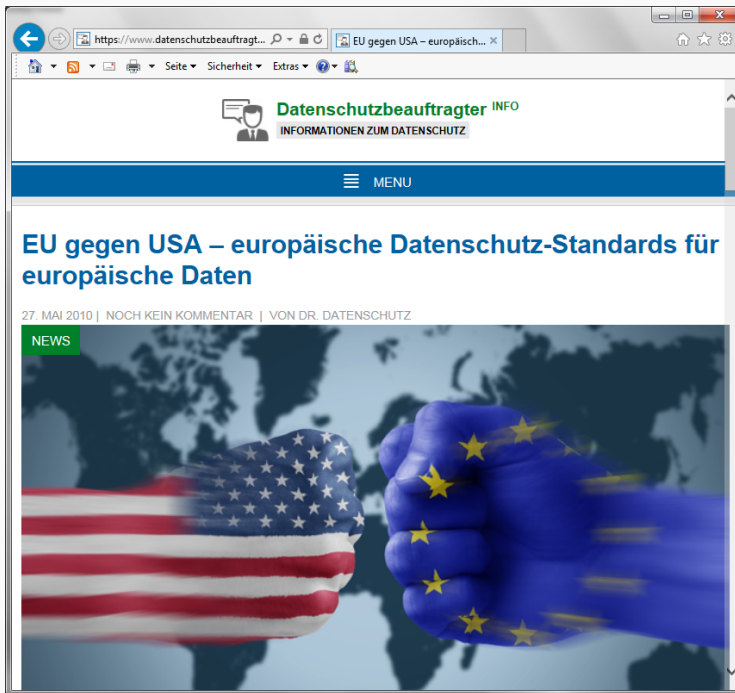 https://www.datenschutzbeauftragt...
EU gegen USA – europäisch...
Seite
Sicherheit
Extras
Datenschutzbeauftragter INFO
INFORMATIONEN ZUM DATENSCHUTZ
MENU
EU gegen USA – europäische Datenschutz-Standards für
europäische Daten
27. MAI 2010 | NOCH KEIN KOMMENTAR | VON DR. DATENSCHUTZ
NEWS